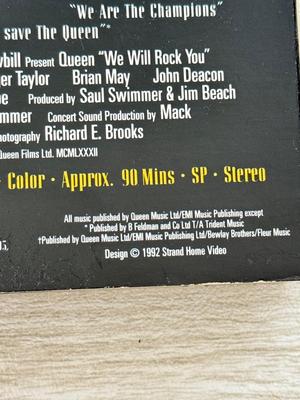 "We Are The Champions"
save The Queen"*
Present Queen "We Will Rock You"
Taylor Brian May John Deacon
Produced by Saul Swimmer & Jim Beach
Concert Sound Production by Mack
Richard E. Brooks
Queen Films Ltd. MCMLXXXII
· Color · Approx. 90 Mins · SP · Stereo
All music published by Queen Music Ltd/EMI Music Publishing except
* Published by B Feldman and Co Ltd T/A Trident Music
†Published by Queen Music Ltd/EMI Music Publishing Ltd/Bewlay Brothers/Fleur Music
Design © 1992 Strand Home Video